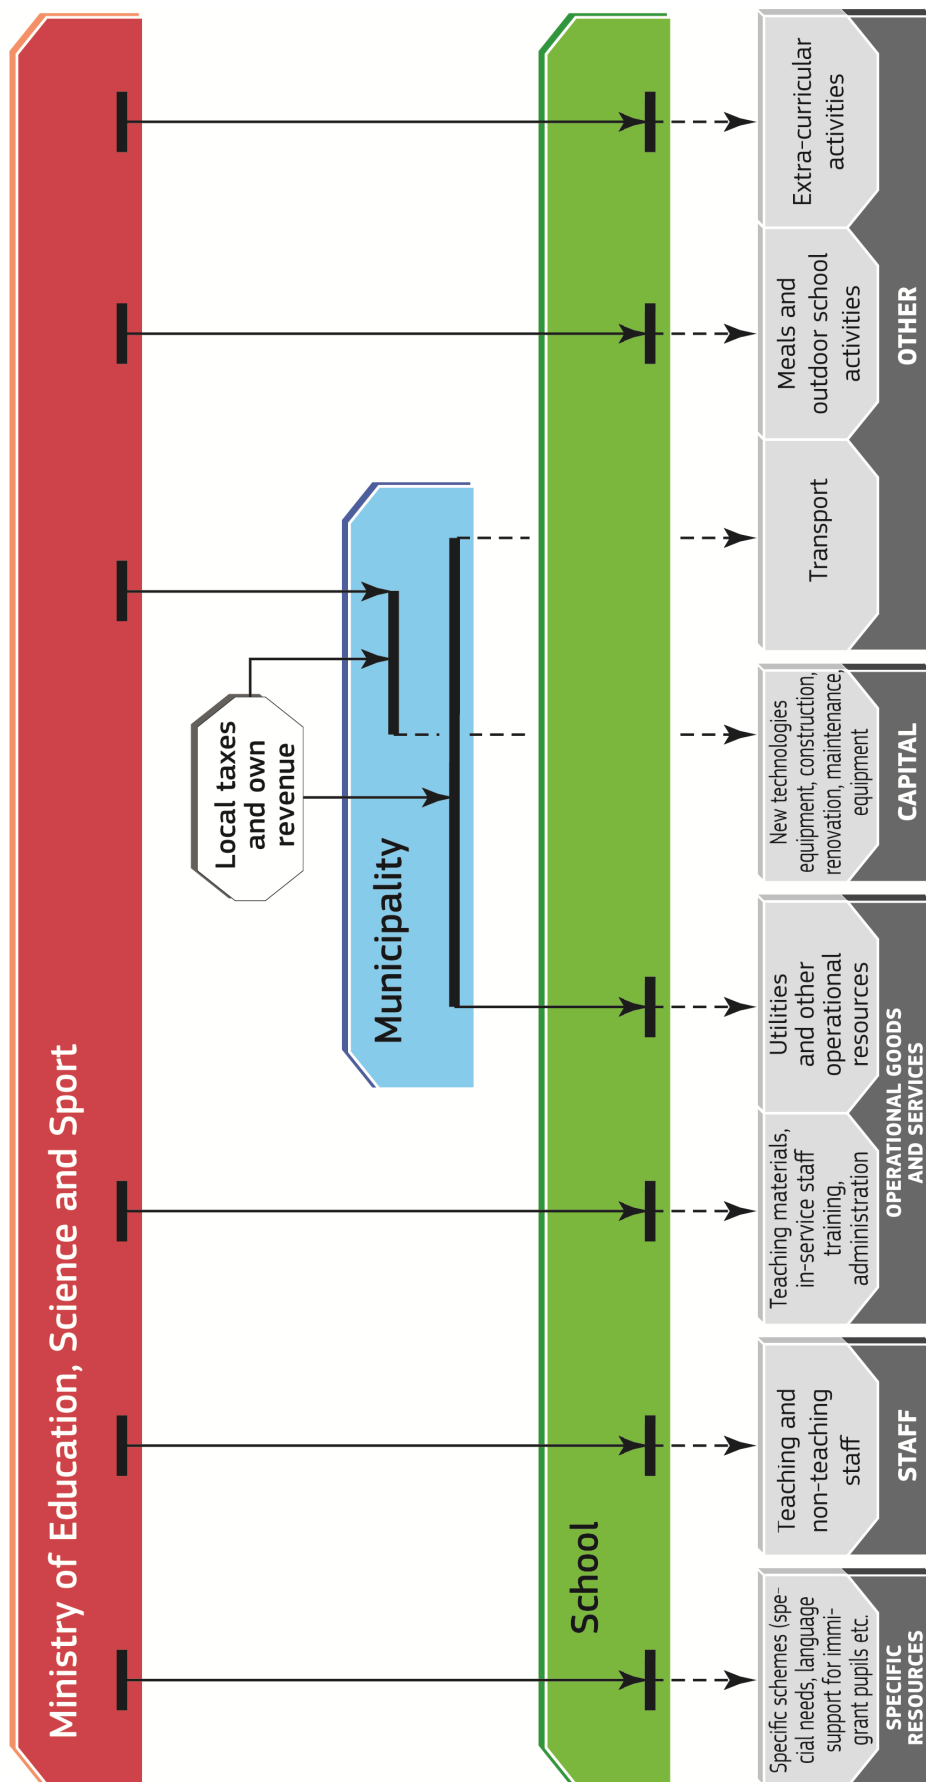 Ministry of Education, Science and Sport
Local taxes
and own
revenue
Municipality
School
Specific schemes (spe-
cial needs, language
support for immi-
grant pupils etc.
Teaching and
non-teaching
staff
Teaching materials,
in-service staff
training,
administration
Utilities
and other
operational
resources
New technologies
equipment, construction,
renovation, maintenance,
equipment
Transport
Meals and
outdoor school
activities
Extra-curricular
activities
SPECIFIC
RESOURCES
STAFF
OPERATIONAL GOODS
AND SERVICES
CAPITAL
OTHER